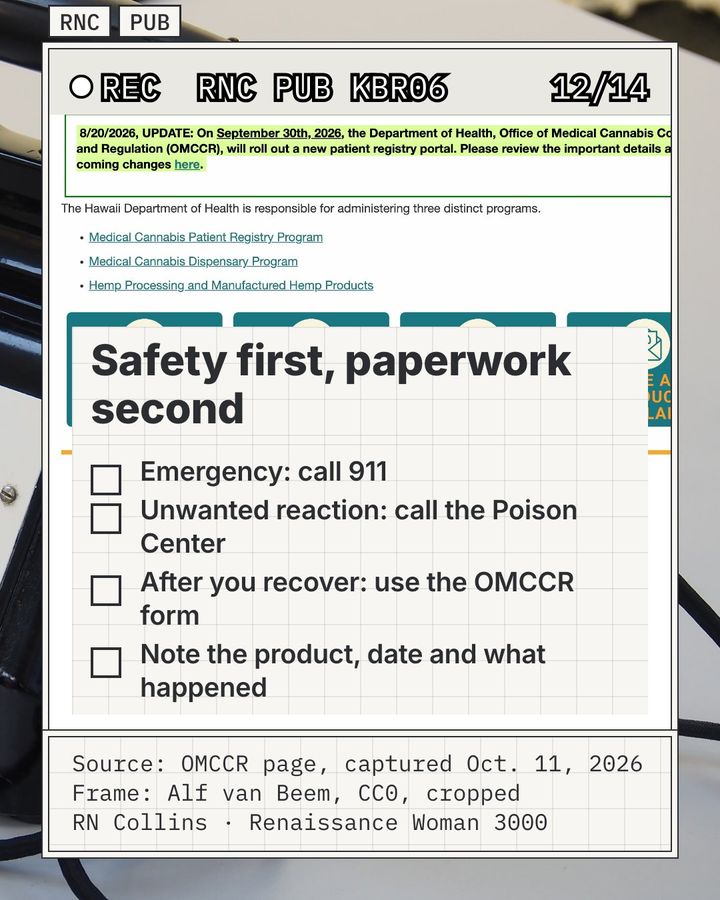 RNC PUB
REC RNC PUB KBR06 12/14
8/20/2026, UPDATE: On September 30th, 2026, the Department of Health, Office of Medical Cannabis Co
and Regulation (OMCCR), will roll out a new patient registry portal. Please review the important details a
coming changes here.
The Hawaii Department of Health is responsible for administering three distinct programs.
• Medical Cannabis Patient Registry Program
• Medical Cannabis Dispensary Program
• Hemp Processing and Manufactured Hemp Products
Safety first, paperwork
second
Emergency: call 911
Unwanted reaction: call the Poison
Center
After you recover: use the OMCCR
form
Note the product, date and what
happened
Source: OMCCR page, captured Oct. 11, 2026
Frame: Alf van Beem, CC0, cropped
RN Collins · Renaissance Woman 3000